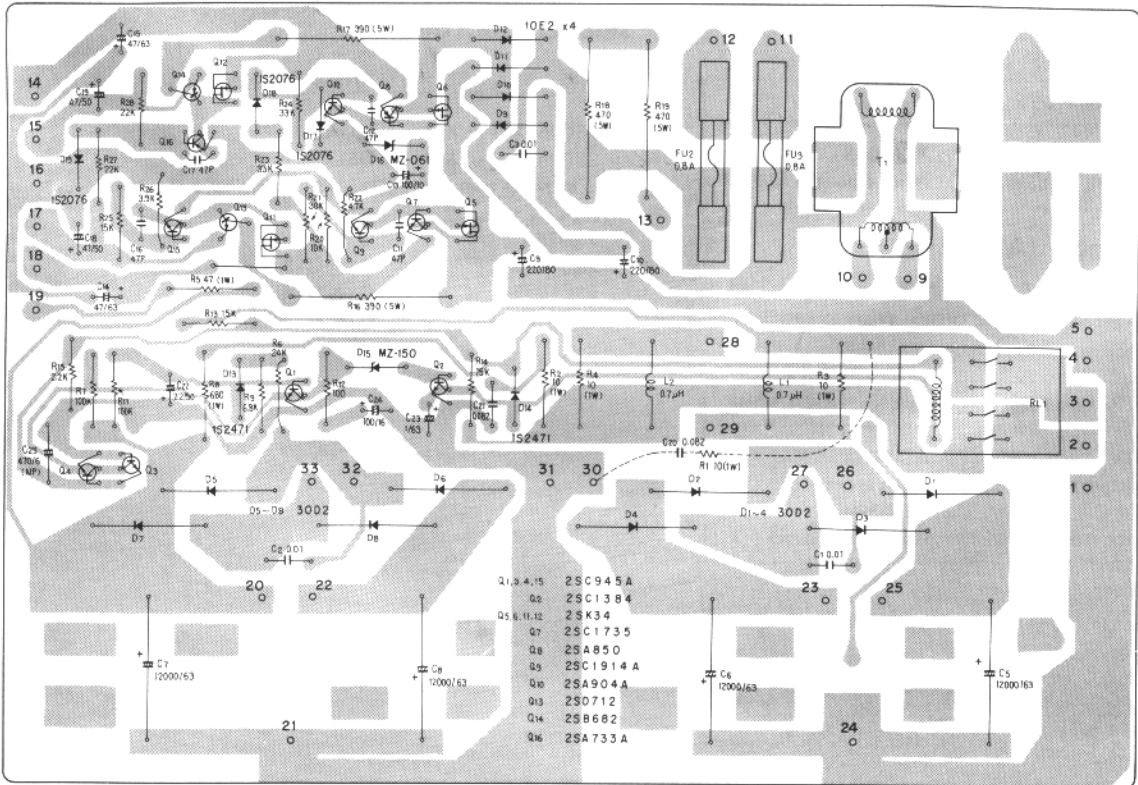 C15
47/63
R17 390 (5W)
D12
10E2 x4
12
11
Q14
Q12
1S2076
D11
Q8
Q6
14
C19
47/50
R28
22K
R24
33K
D10
R18
470
(5W)
R19
470
(5W)
D17
C12
47P
D9
15
Q16
1S2076
D16
MZ-061
C3 0.01
FU2
0.8A
FU3
0.8A
T1
R27
22K
C17 47P
R23
33K
C13 100/10
16
1S2076
R26
3.9K
R21
R22
4.7K
Q7
Q5
17
R25
15K
Q13
Q11
R20
10K
13
C18
47/50
C16
47P
Q15
Q9
C11
47P
C9
220/80
C10
220/80
18
R5 47 (1W)
10
9
C14
47/63
R16 390 (5W)
19
R13 15K
5
R6
24K
D15
MZ-150
28
4
R15
2.2K
R7
100K
R11
C22
2.2/50
R8
680
(1W)
D13
R9
6.9K
Q1
R12
100
Q2
R14
R2
10
(1W)
R4
10
(1W)
L2
0.7µH
L1
0.7µH
R3
10
(1W)
RL1
3
C24
100/16
C23
1/63
C21
0.082
D14
1S2471
1S2471
29
2
C25
470/6
(NP)
C20 0.082
R1 10(1W)
Q4
Q3
33
32
31
30
27
26
1
D5
D6
D2
D1
D5~D8
3002
D1~4 3002
D7
D8
D4
D3
C2 0.01
C1 0.01
20
22
23
25
Q1,3,4,15 2SC945A
Q2 2SC1384
Q5,6,11,12 2SK34
Q7 2SC1735
Q8 2SA850
Q9 2SC1914A
Q10 2SA904A
Q13 2SD712
Q14 2SB682
Q16 2SA733A
C7
12000/63
C8
12000/63
C6
12000/63
C5
12000/63
21
24